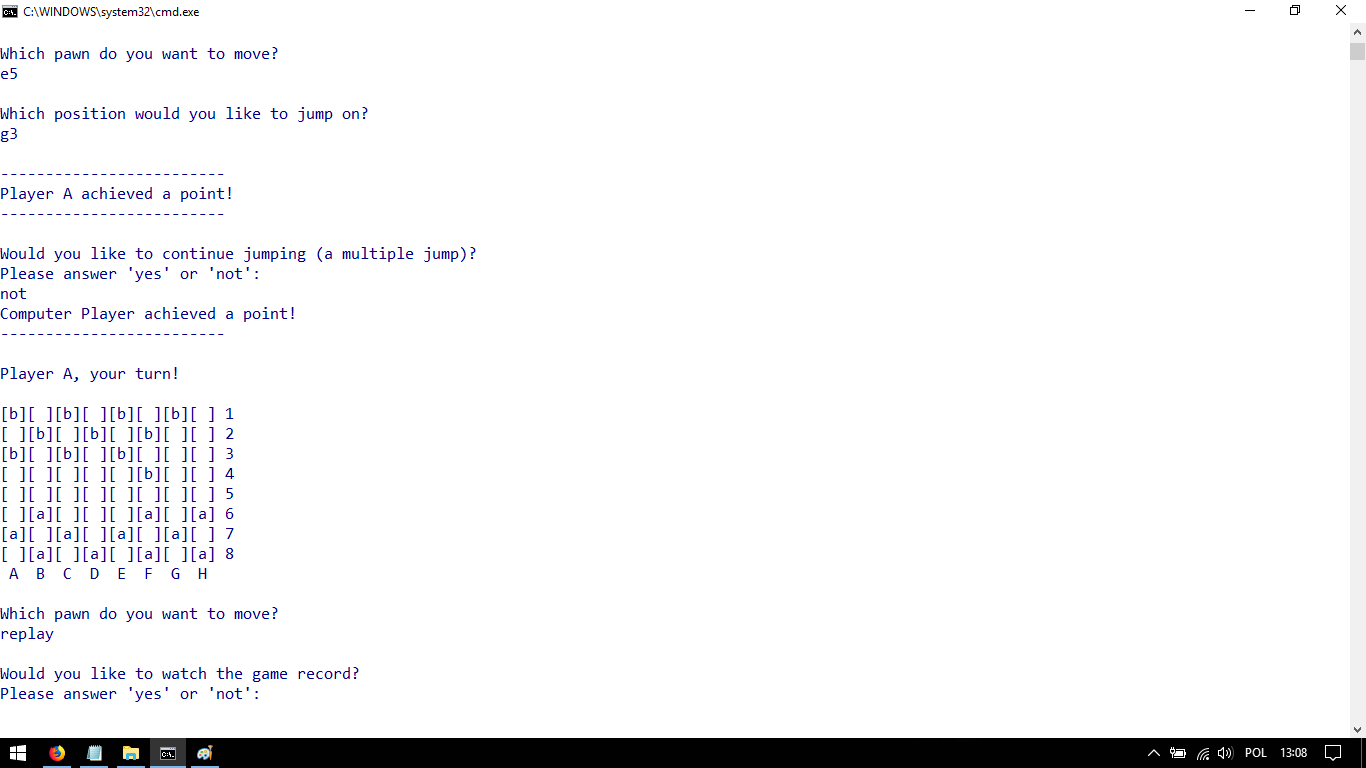 C:\WINDOWS\system32\cmd.exe
Which pawn do you want to move?
e5
Which position would you like to jump on?
g3
-------------------------
Player A achieved a point!
-------------------------
Would you like to continue jumping (a multiple jump)?
Please answer 'yes' or 'not':
not
Computer Player achieved a point!
-------------------------
Player A, your turn!
[b][ ][b][ ][b][ ][b][ ] 1
[ ][b][ ][b][ ][b][ ][ ] 2
[b][ ][b][ ][b][ ][ ][ ] 3
[ ][ ][ ][ ][ ][b][ ][ ] 4
[ ][ ][ ][ ][ ][ ][ ][ ] 5
[ ][a][ ][ ][ ][a][ ][a] 6
[a][ ][a][ ][a][ ][a][ ] 7
[ ][a][ ][a][ ][a][ ][a] 8
A B C D E F G H
Which pawn do you want to move?
replay
Would you like to watch the game record?
Please answer 'yes' or 'not':
POL 13:08